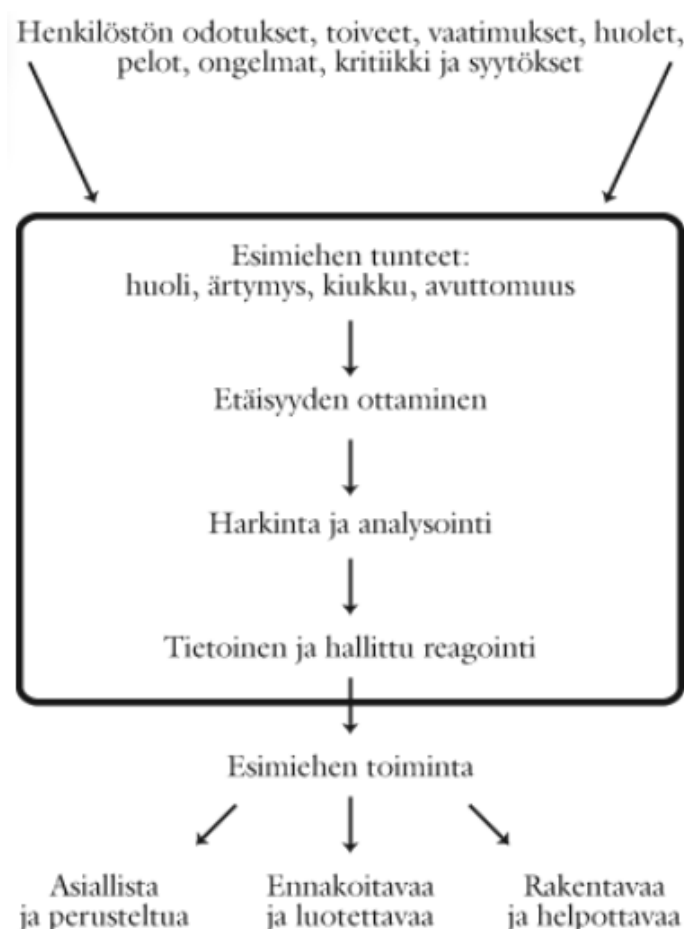 Henkilöstön odotukset, toiveet, vaatimukset, huolet,
pelot, ongelmat, kritiikki ja syytökset
Esimiehen tunteet:
huoli, ärtymys, kiukku, avuttomuus
Etäisyyden ottaminen
Harkinta ja analysointi
Tietoinen ja hallittu reagointi
Esimiehen toiminta
Asiallista
ja perusteltua
Ennakoitavaa
ja luotettavaa
Rakentavaa
ja helpottavaa